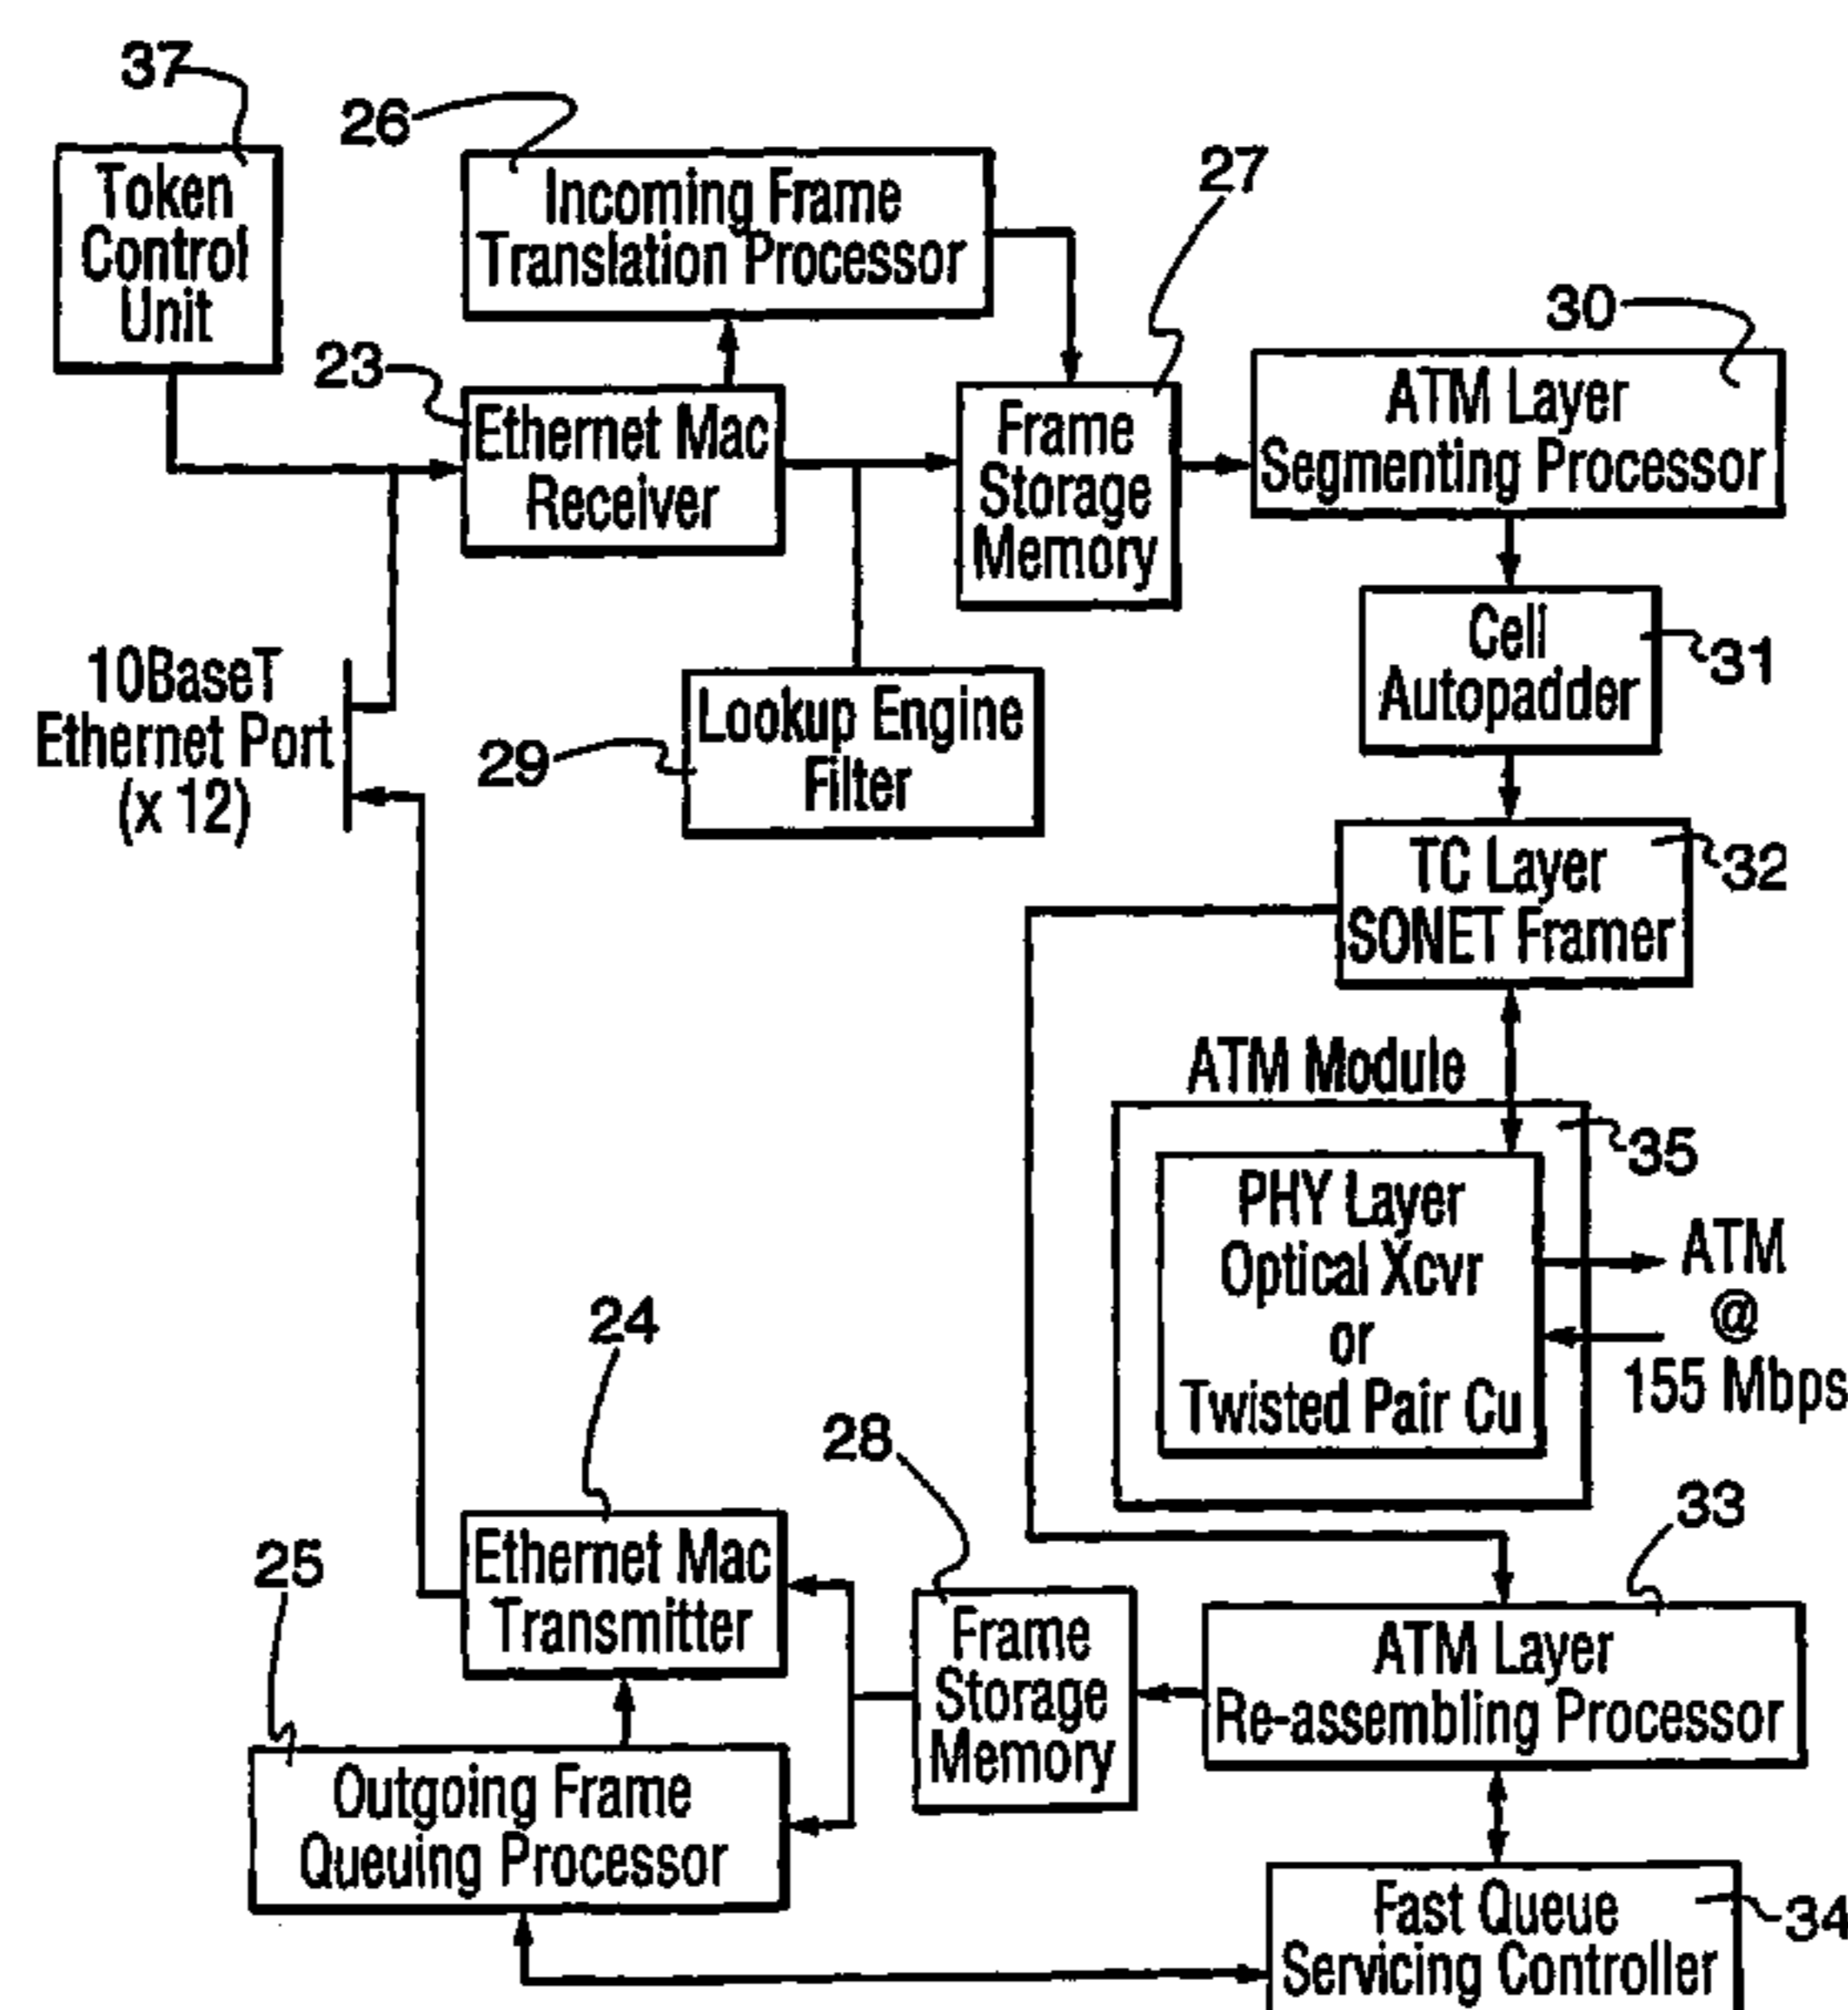 37
Token
Control
Unit
26
Incoming Frame
Translation Processor
27
23
Ethernet Mac
Receiver
Frame
Storage
Memory
30
ATM Layer
Segmenting Processor
Cell
Autopadder
31
10BaseT
Ethernet Port
(x 12)
29
Lookup Engine
Filter
TC Layer
SONET Framer
32
ATM Module
35
PHY Layer
Optical Xcvr
or
Twisted Pair Cu
ATM
@
155 Mbps
24
Ethernet Mac
Transmitter
28
Frame
Storage
Memory
33
ATM Layer
Re-assembling Processor
25
Outgoing Frame
Queuing Processor
Fast Queue
Servicing Controller
34